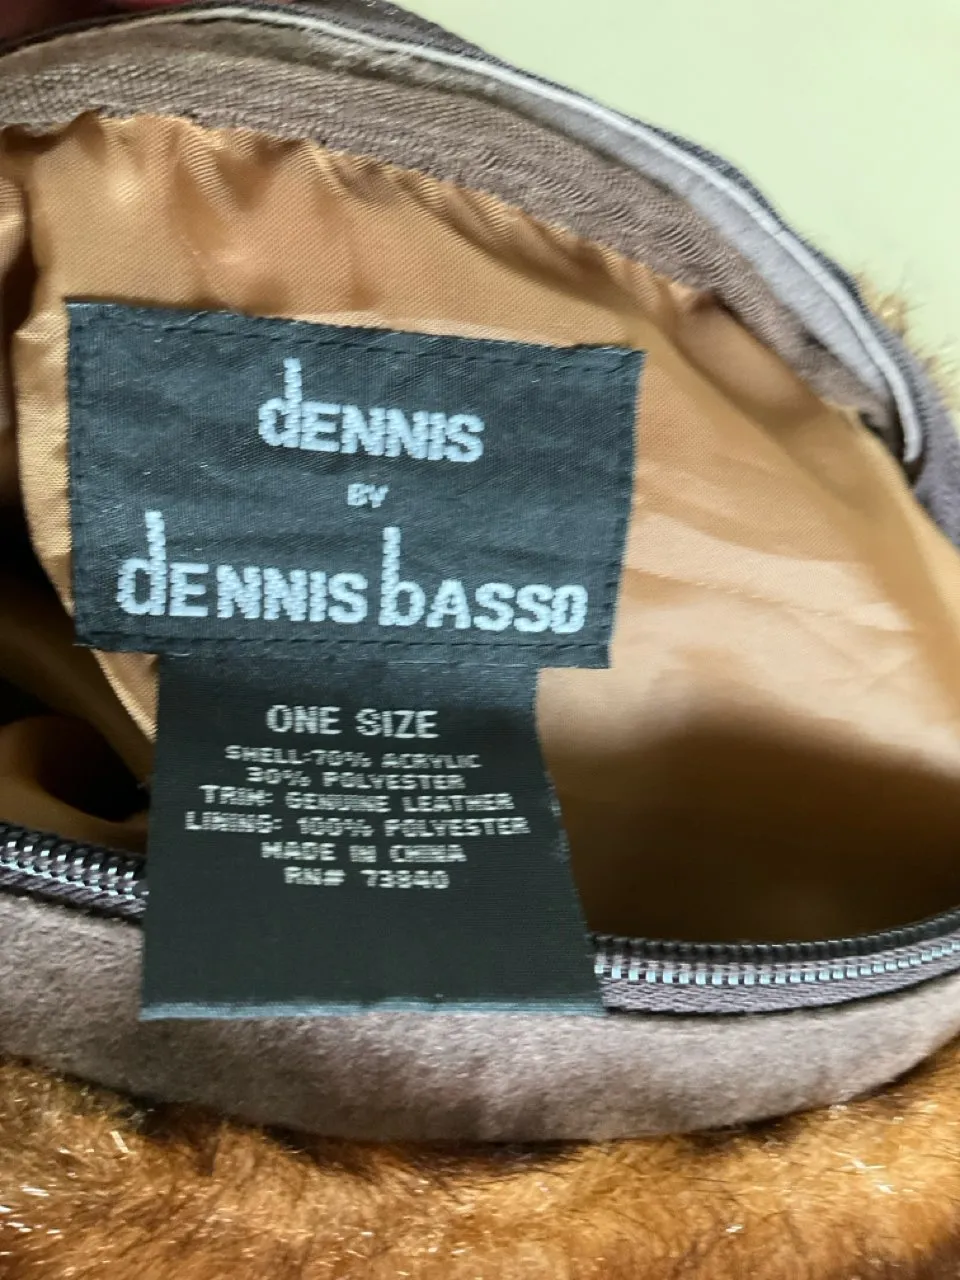 dENNIS
BY
dENNIS bASSO
ONE SIZE
SHELL: 70% ACRYLIC
30% POLYESTER
TRIM: GENUINE LEATHER
LINING: 100% POLYESTER
MADE IN CHINA
RN# 73840